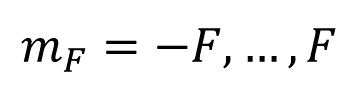 m_F = −F, … , F